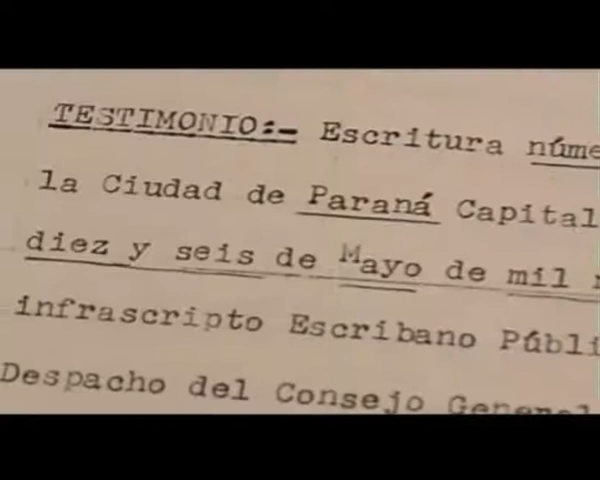 TESTIMONIO:- Escritura núme
la Ciudad de Paraná Capital
diez y seis de Mayo de mil n
infrascripto Escribano Públi
Despacho del Consejo General